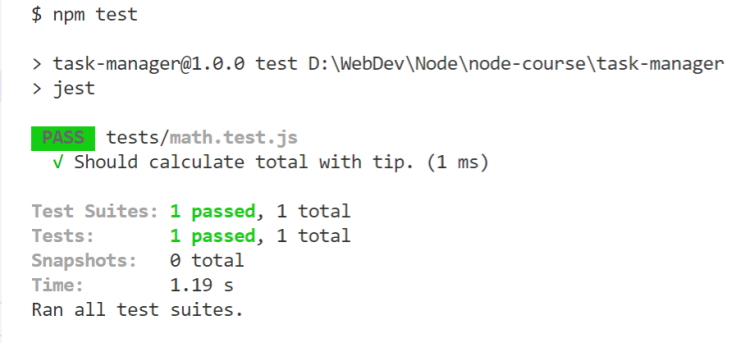 $ npm test
> task-manager@1.0.0 test D:\WebDev\Node\node-course\task-manager
> jest
PASS tests/math.test.js
√ Should calculate total with tip. (1 ms)
Test Suites: 1 passed, 1 total
Tests: 1 passed, 1 total
Snapshots: 0 total
Time: 1.19 s
Ran all test suites.